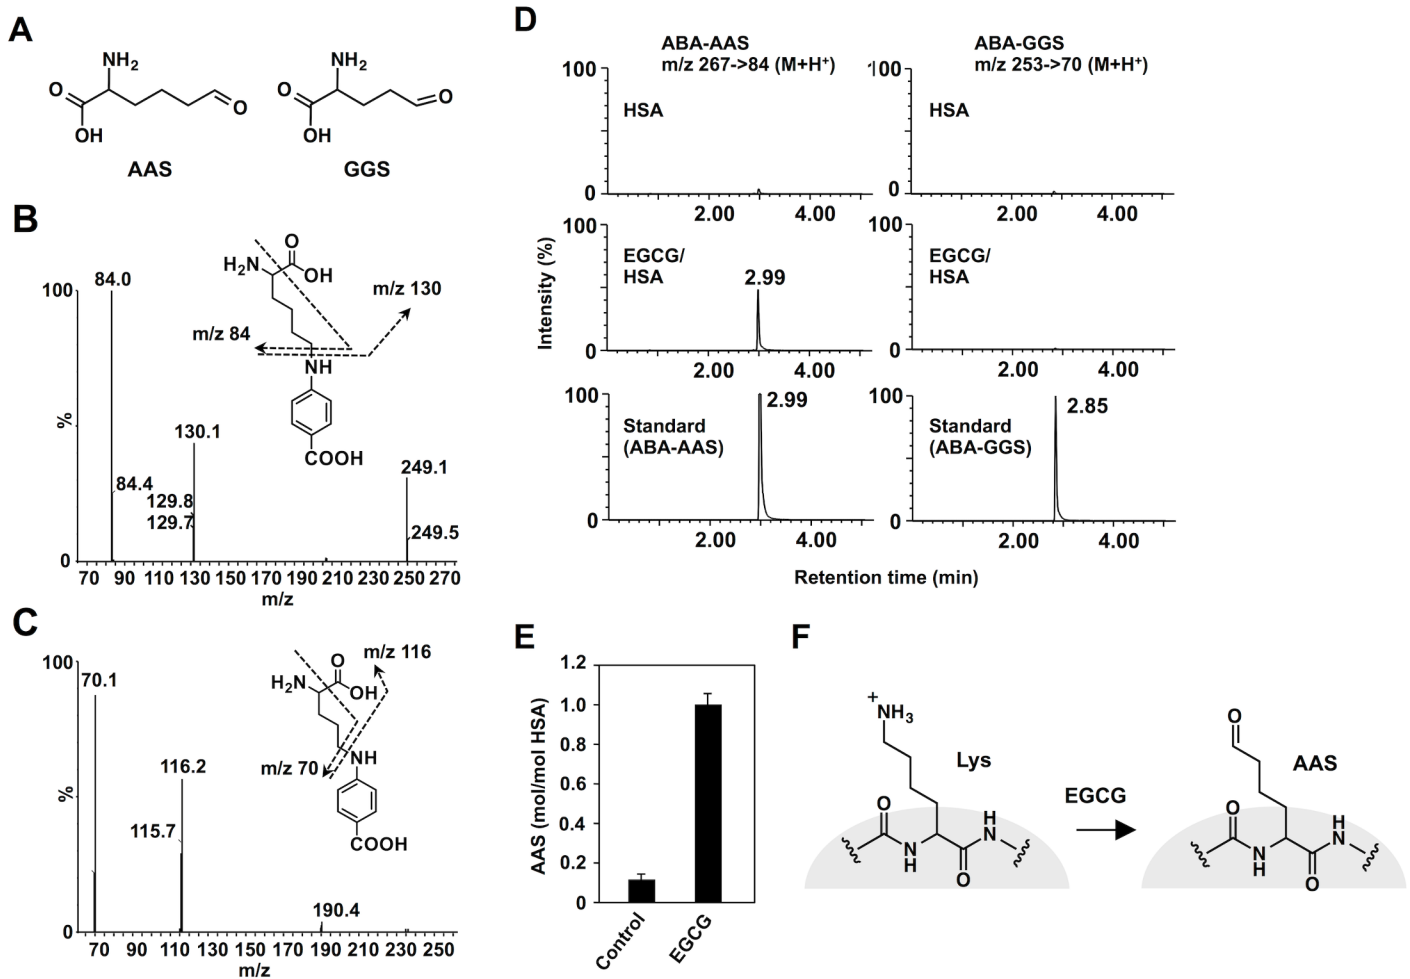 A
NH₂
O
OH
O
AAS
NH₂
O
OH
O
GGS
B
100
%
0
84.0
84.4
129.8
129.7
130.1
249.1
249.5
H₂N
O
OH
m/z 130
m/z 84
NH
COOH
70 90 110 130 150 170 190 210 230 250 270
m/z
C
100
%
0
70.1
115.7
116.2
190.4
m/z 116
H₂N
O
OH
m/z 70
NH
COOH
70 90 110 130 150 170 190 210 230 250
m/z
D
ABA-AAS
m/z 267->84 (M+H⁺)
ABA-GGS
m/z 253->70 (M+H⁺)
Intensity (%)
100
HSA
0
2.00 4.00
100
HSA
0
2.00 4.00
100
EGCG/
HSA
2.99
0
2.00 4.00
100
EGCG/
HSA
0
2.00 4.00
100
2.99
Standard
(ABA-AAS)
0
2.00 4.00
100
2.85
Standard
(ABA-GGS)
0
2.00 4.00
Retention time (min)
E
AAS (mol/mol HSA)
1.2
1.0
0.8
0.6
0.4
0.2
0
Control
EGCG
F
+
NH₃
Lys
O
N
H
O
H
N
EGCG
O
AAS
O
N
H
O
H
N